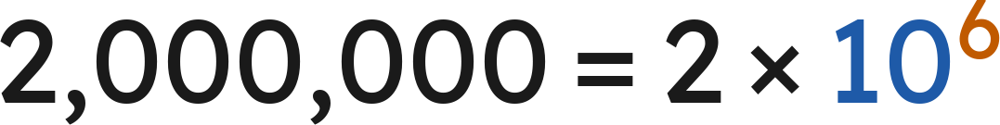 2,000,000 = 2 × 10⁶